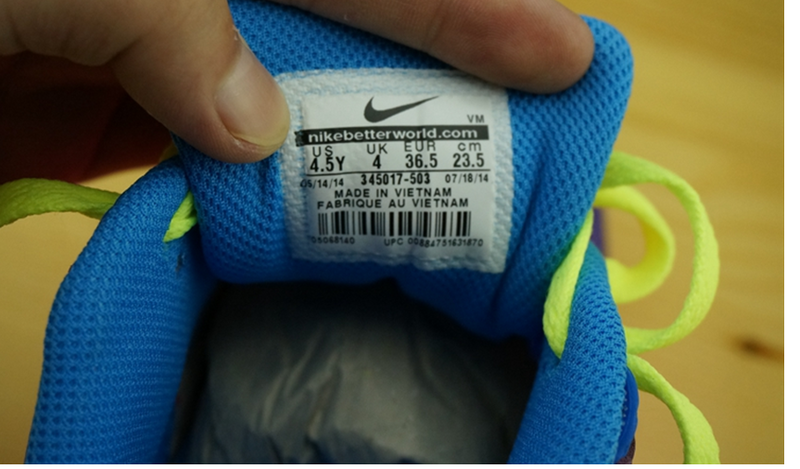 VM
nikebetterworld.com
US UK EUR cm
4.5Y 4 36.5 23.5
05/14/14 345017-503 07/18/14
MADE IN VIETNAM
FABRIQUE AU VIETNAM
UPC 00884751631870